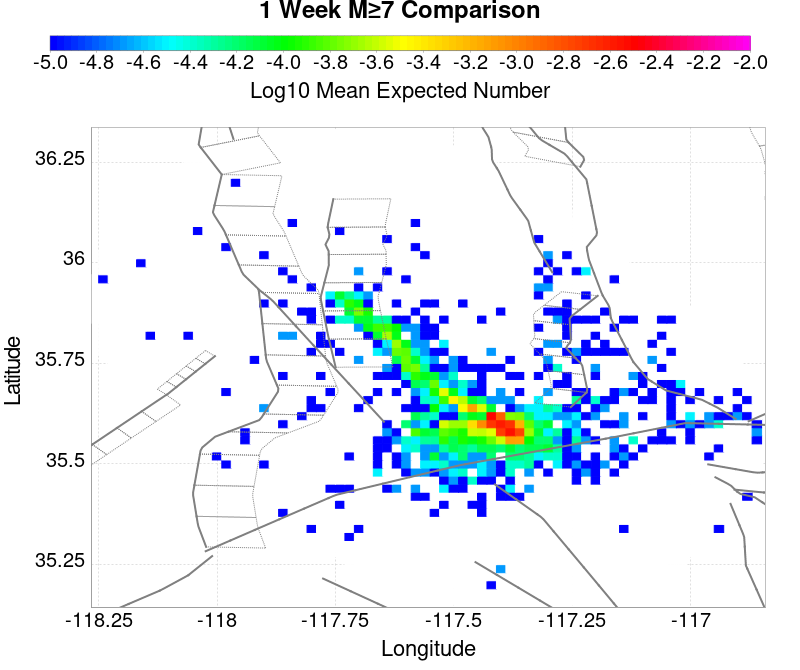 1 Week M≥7 Comparison
-5.0 -4.8 -4.6 -4.4 -4.2 -4.0 -3.8 -3.6 -3.4 -3.2 -3.0 -2.8 -2.6 -2.4 -2.2 -2.0
Log10 Mean Expected Number
36.25
36
35.75
35.5
35.25
Latitude
-118.25 -118 -117.75 -117.5 -117.25 -117
Longitude